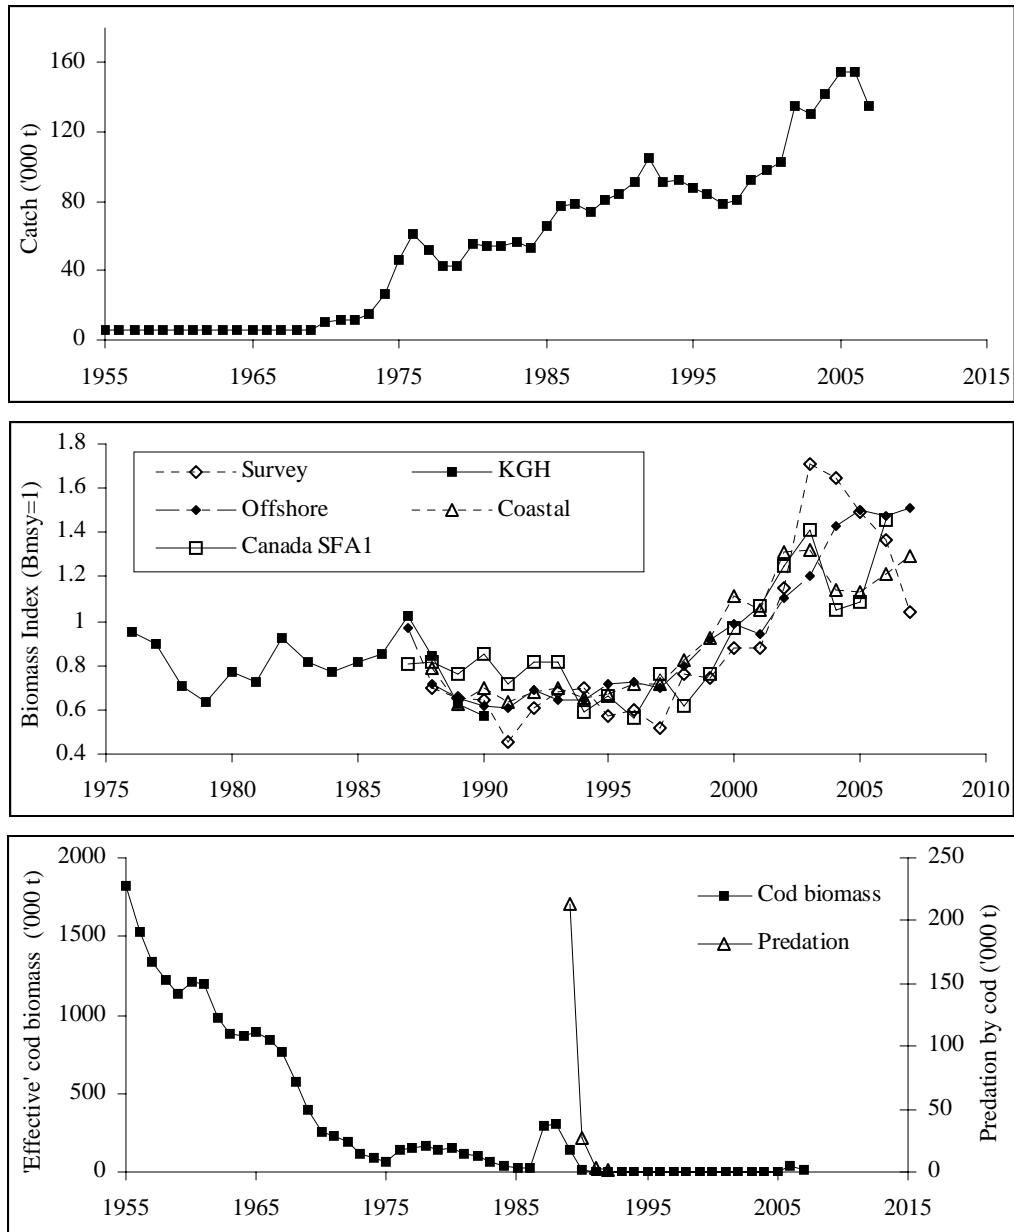 Catch ('000 t)
160
120
80
40
0
1955 1965 1975 1985 1995 2005 2015
Biomass Index (Bmsy=1)
1.8
1.6
1.4
1.2
1
0.8
0.6
0.4
Survey KGH
Offshore Coastal
Canada SFA1
1975 1980 1985 1990 1995 2000 2005 2010
'Effective' cod biomass ('000 t)
2000
1500
1000
500
0
Cod biomass
Predation
250
200
150
100
50
0
Predation by cod ('000 t)
1955 1965 1975 1985 1995 2005 2015